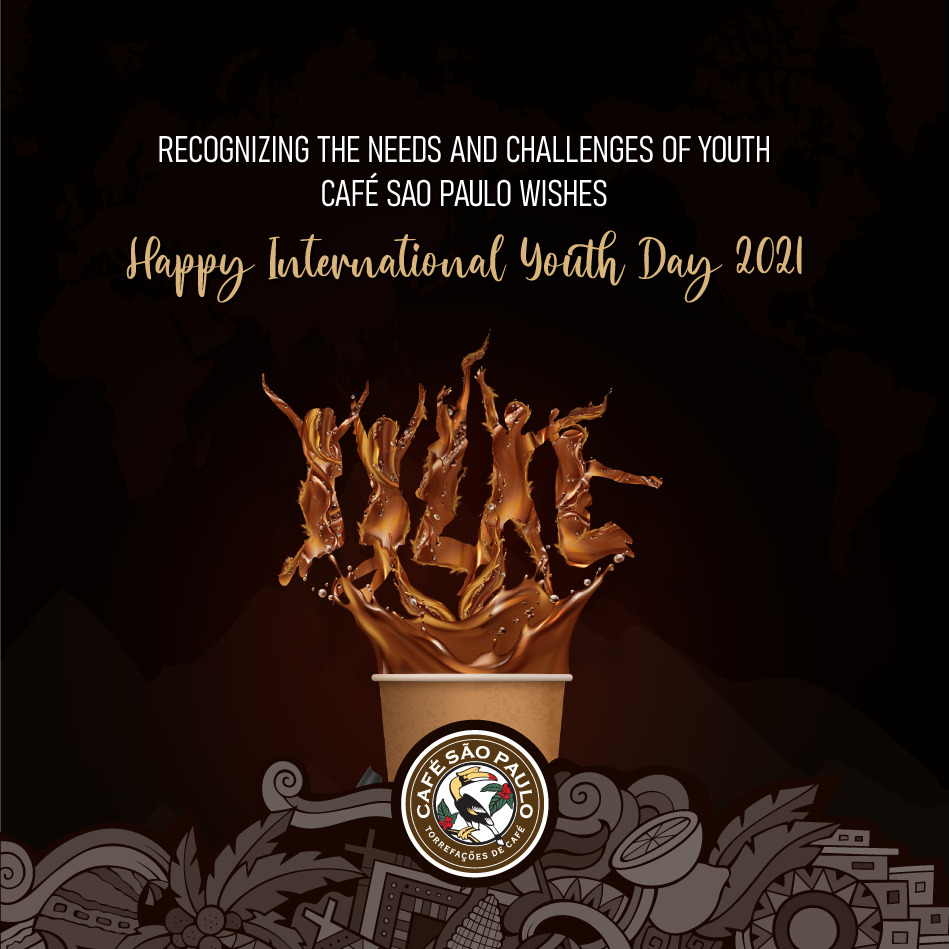 RECOGNIZING THE NEEDS AND CHALLENGES OF YOUTH
CAFÉ SAO PAULO WISHES
Happy International Youth Day 2021
CAFÉ SÃO PAULO
TORREFAÇÕES DE CAFÉ